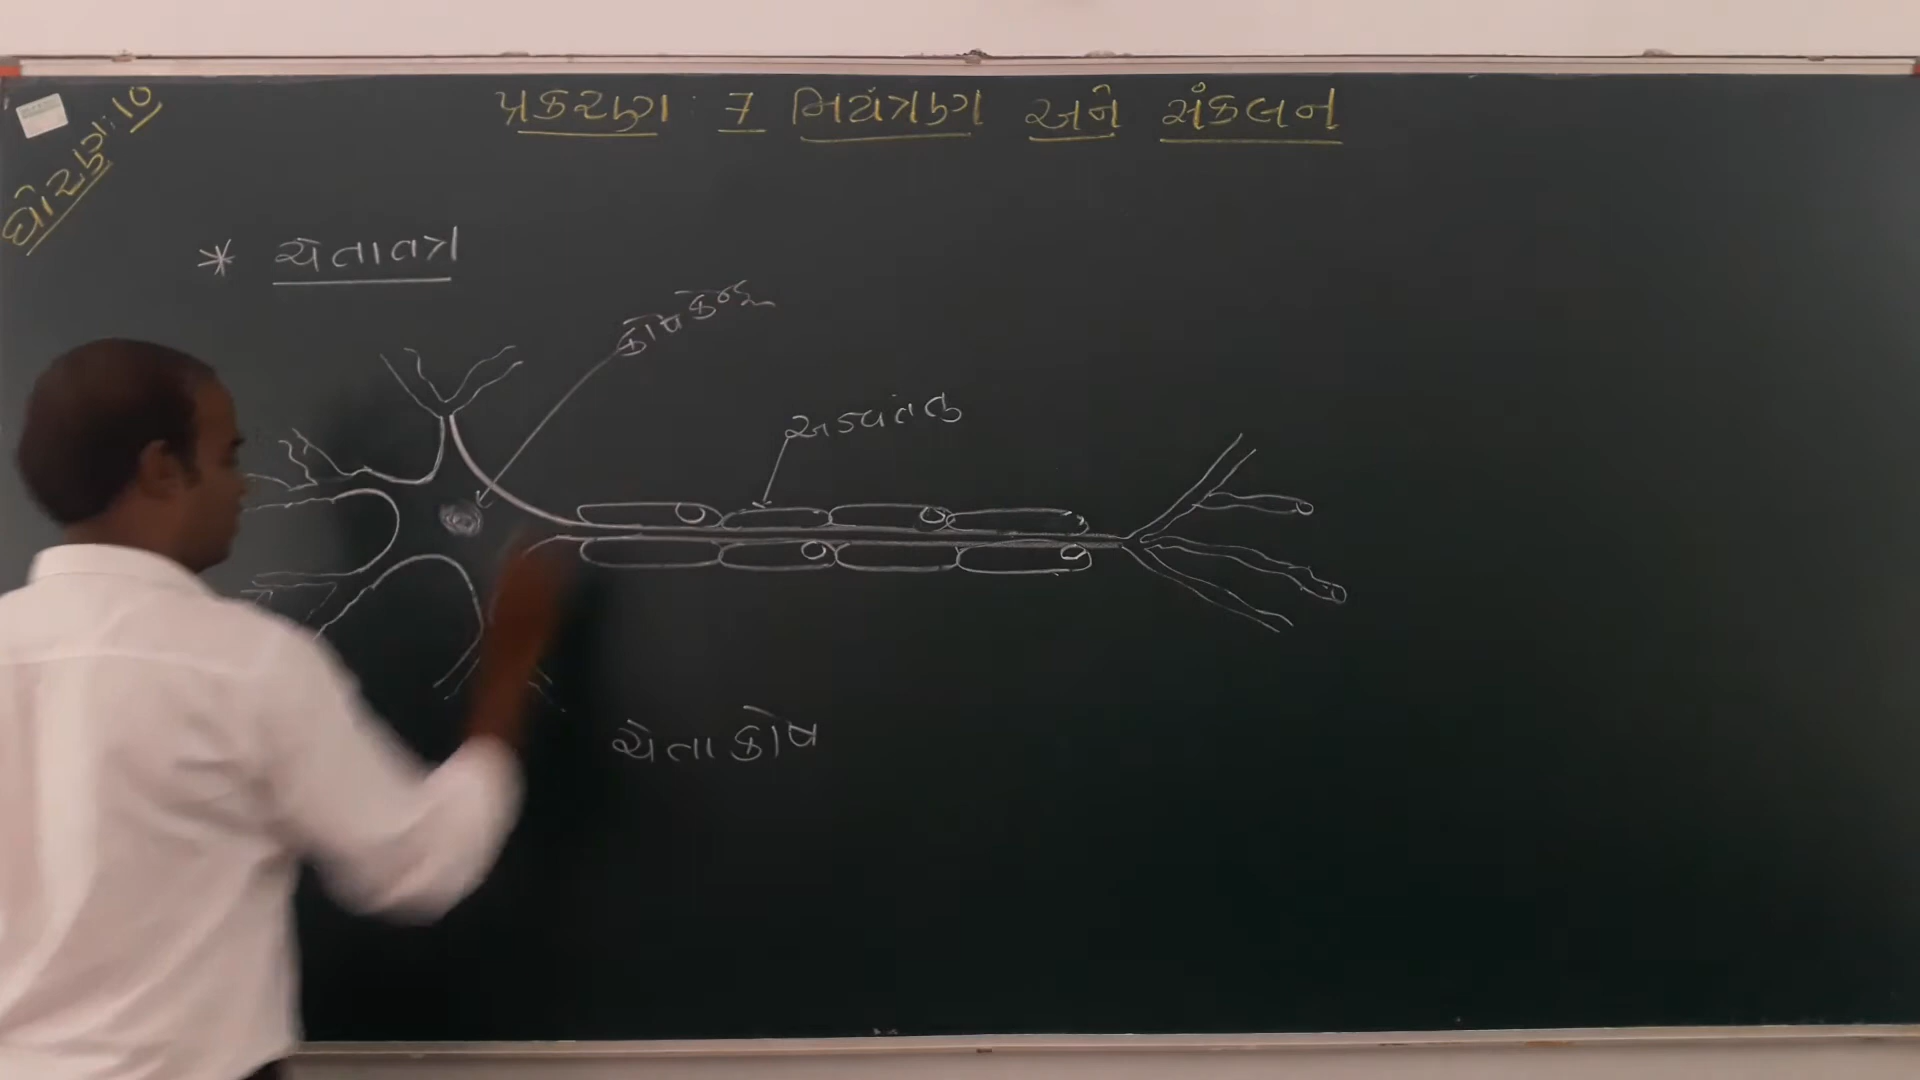 ધોરણ: 10
પ્રકરણ : 7 નિયંત્રણ અને સંકલન
* ચેતાતંત્ર
કોષકેન્દ્ર
અક્ષતંતુ
ચેતાકોષ